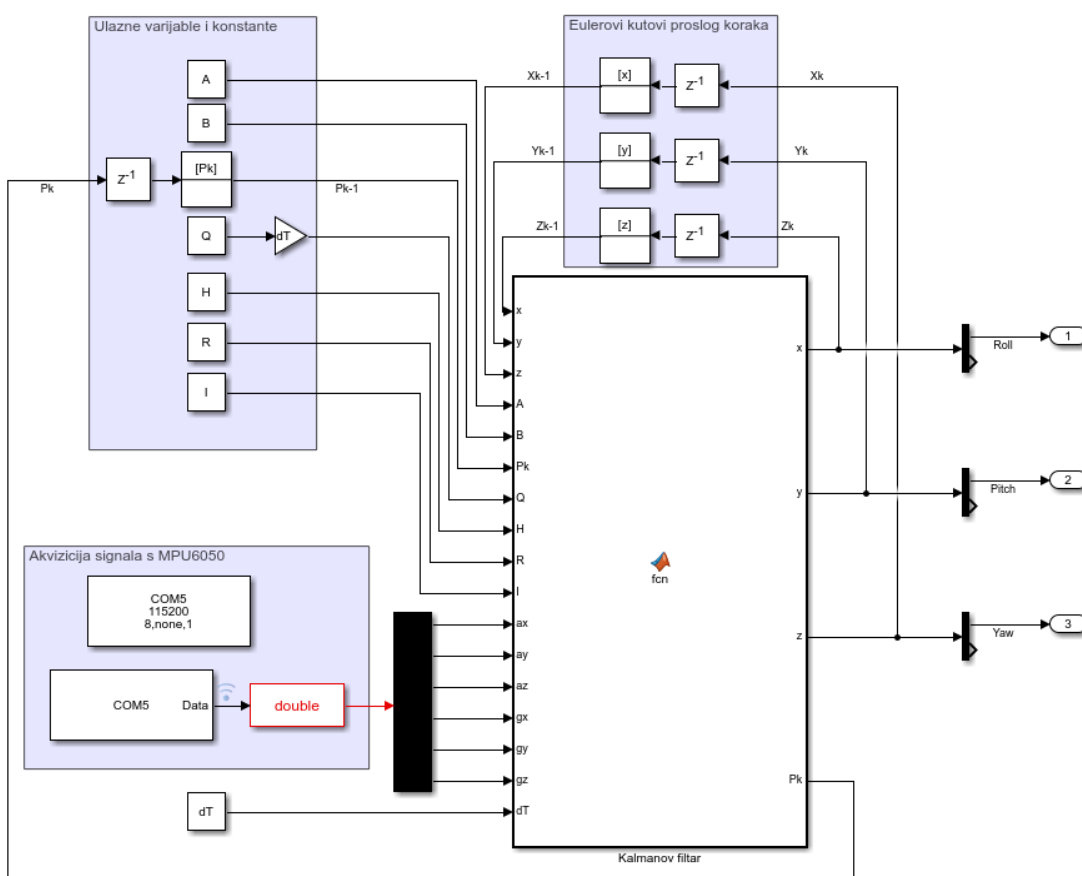 Ulazne varijable i konstante
A
B
Pk
Z-1
[Pk]
Pk-1
Q
dT
H
R
I
Eulerovi kutovi proslog koraka
Xk-1
[x]
Z-1
Xk
Yk-1
[y]
Z-1
Yk
Zk-1
[z]
Z-1
Zk
x
y
z
A
B
Pk
Q
H
R
I
ax
ay
az
gx
gy
gz
dT
fcn
x
y
z
Pk
Kalmanov filtar
Roll
1
Pitch
2
Yaw
3
Akvizicija signala s MPU6050
COM5
115200
8,none,1
COM5
Data
double
dT